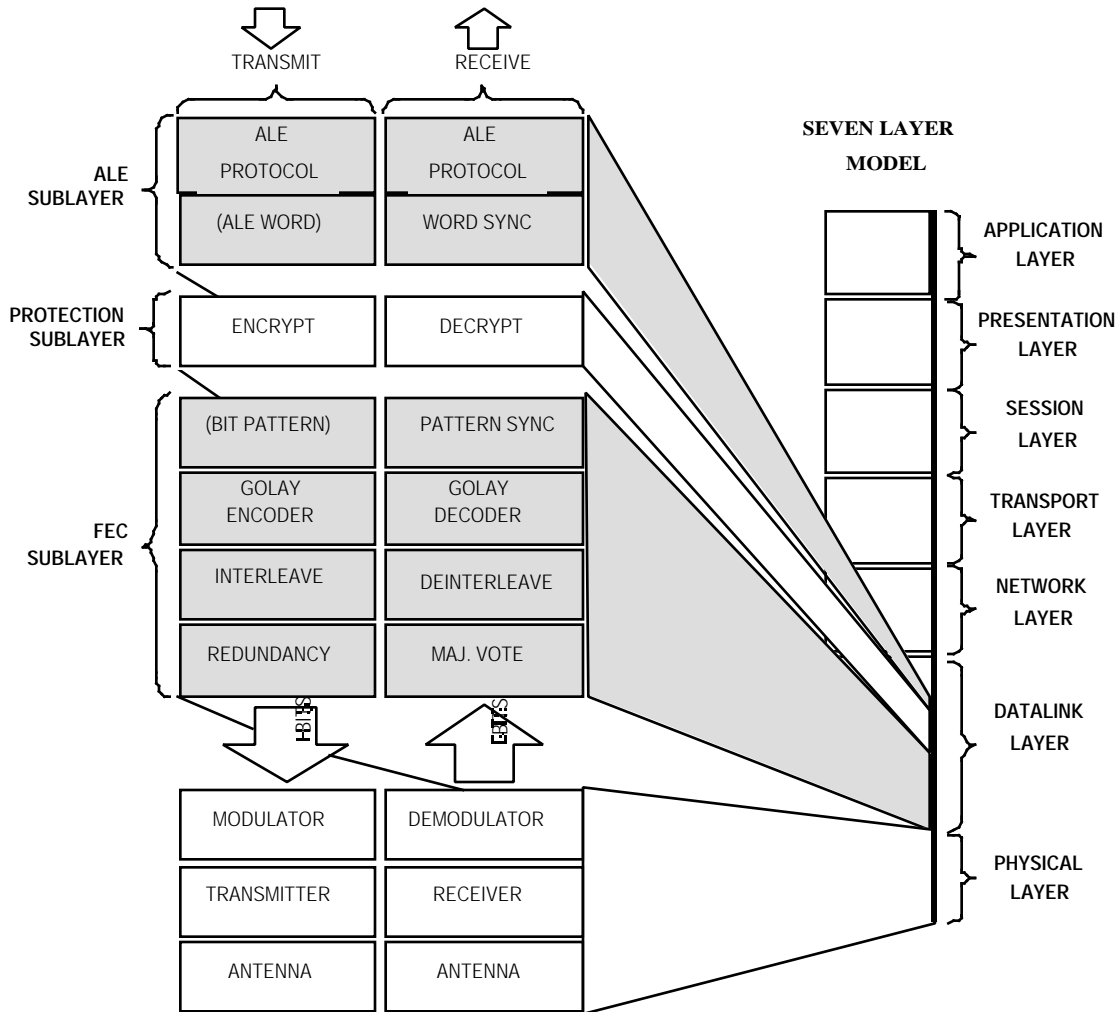 TRANSMIT RECEIVE
ALE
PROTOCOL
ALE
PROTOCOL
(ALE WORD)
WORD SYNC
ALE
SUBLAYER
ENCRYPT
DECRYPT
PROTECTION
SUBLAYER
(BIT PATTERN)
PATTERN SYNC
GOLAY
ENCODER
GOLAY
DECODER
INTERLEAVE
DEINTERLEAVE
REDUNDANCY
MAJ. VOTE
FEC
SUBLAYER
MODULATOR
DEMODULATOR
TRANSMITTER
RECEIVER
ANTENNA
ANTENNA
SEVEN LAYER
MODEL
APPLICATION
LAYER
PRESENTATION
LAYER
SESSION
LAYER
TRANSPORT
LAYER
NETWORK
LAYER
DATALINK
LAYER
PHYSICAL
LAYER